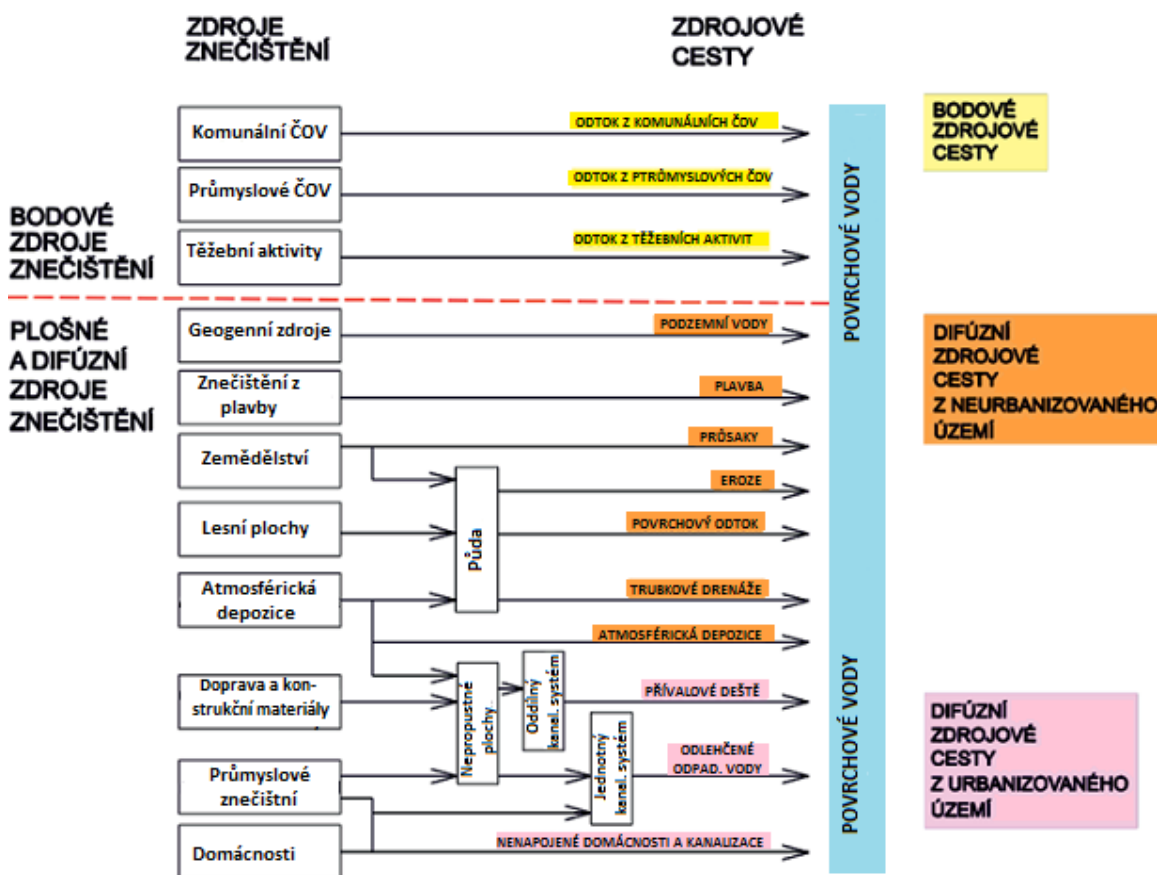 ZDROJE
ZNEČIŠTĚNÍ
ZDROJOVÉ
CESTY
BODOVÉ
ZDROJE
ZNEČIŠTĚNÍ
Komunální ČOV
ODTOK Z KOMUNÁLNÍCH ČOV
Průmyslové ČOV
ODTOK Z PTRŮMYSLOVÝCH ČOV
Těžební aktivity
ODTOK Z TĚŽEBNÍCH AKTIVIT
POVRCHOVÉ VODY
BODOVÉ
ZDROJOVÉ
CESTY
PLOŠNÉ
A DIFÚZNÍ
ZDROJE
ZNEČIŠTĚNÍ
Geogenní zdroje
PODZEMNÍ VODY
Znečištění z
plavby
PLAVBA
Zemědělství
PRŮSAKY
EROZE
Lesní plochy
Půda
POVRCHOVÝ ODTOK
Atmosférická
depozice
TRUBKOVÉ DRENÁŽE
ATMOSFÉRICKÁ DEPOZICE
DIFÚZNÍ
ZDROJOVÉ
CESTY
Z NEURBANIZOVANÉHO
ÚZEMÍ
Doprava a kon-
strukční materiály
Nepropustné
plochy
Oddílný
kanal. systém
PŘÍVALOVÉ DEŠTĚ
Průmyslové
znečištní
Jednotný
kanal. systém
ODLEHČENÉ
ODPAD. VODY
Domácnosti
NENAPOJENÉ DOMÁCNOSTI A KANALIZACE
POVRCHOVÉ VODY
DIFÚZNÍ
ZDROJOVÉ
CESTY
Z URBANIZOVANÉHO
ÚZEMÍ